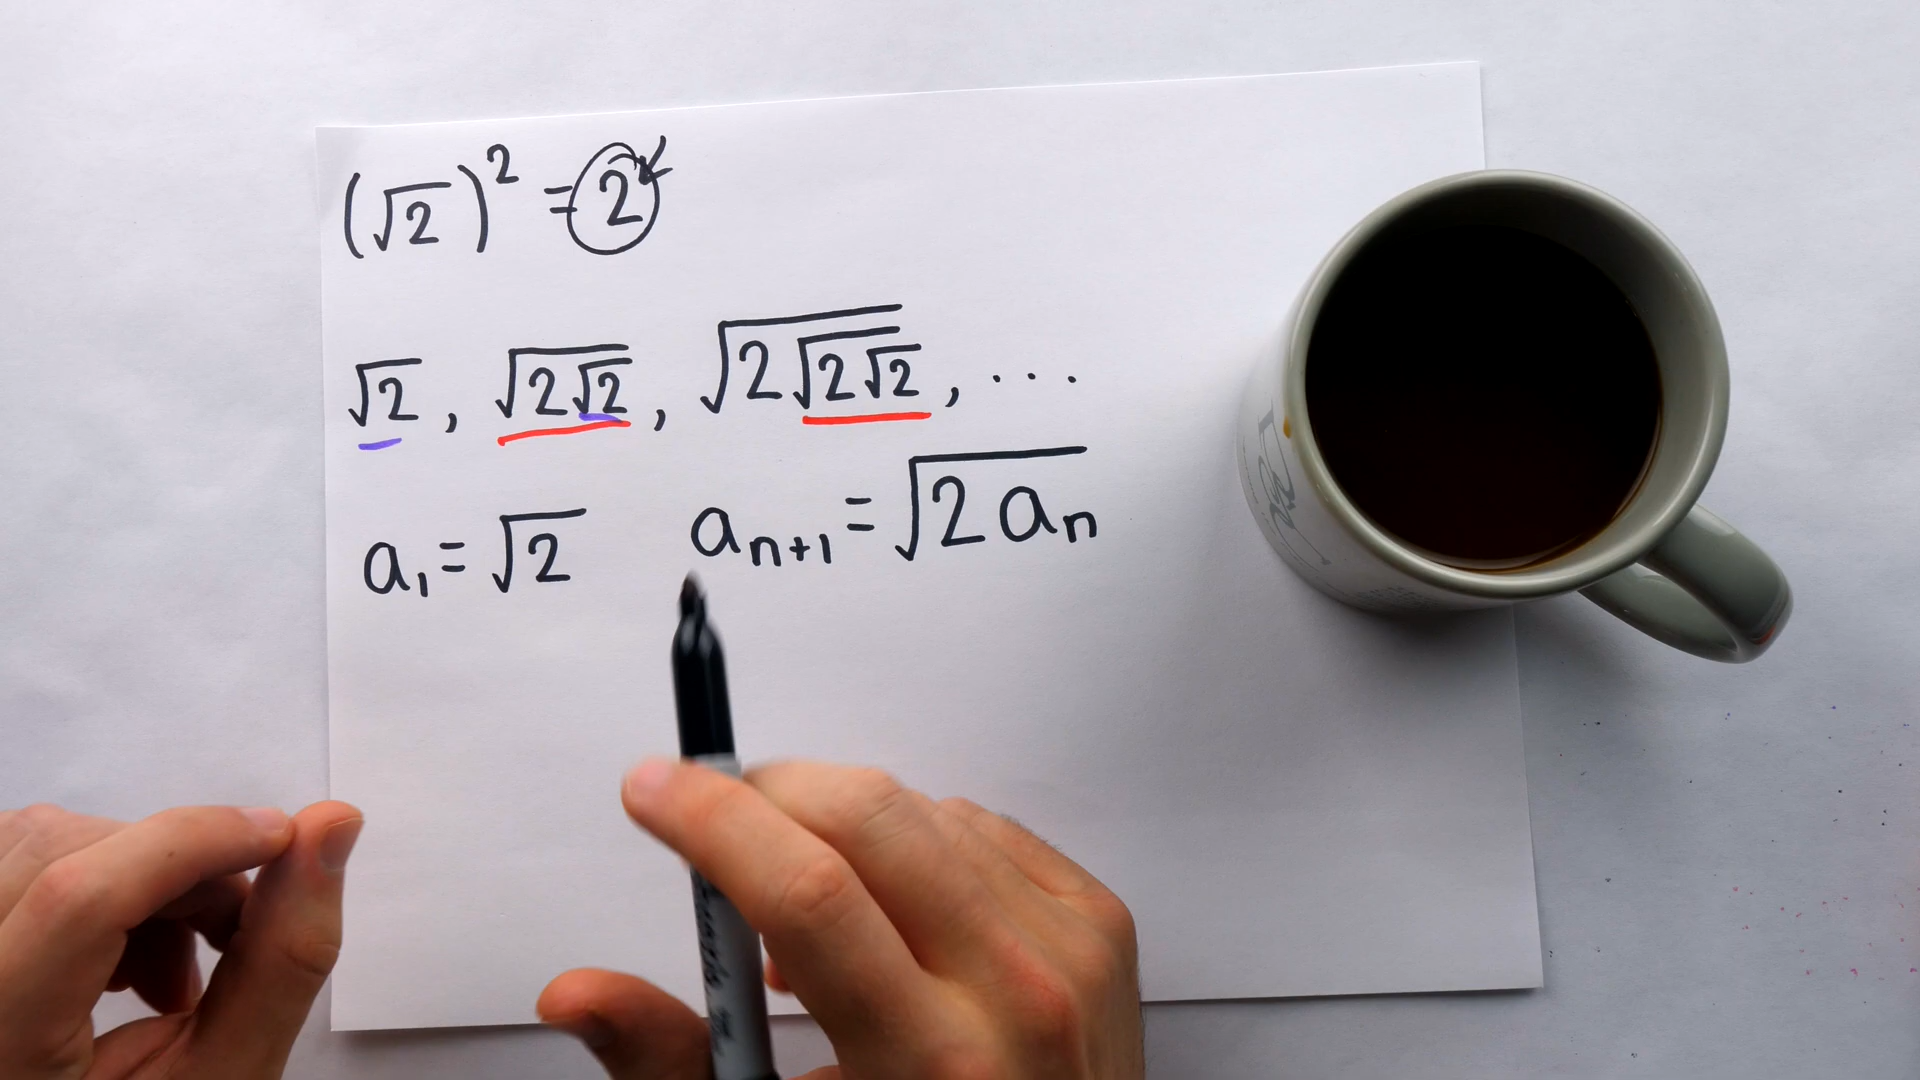 (√2)² = 2
√2, √(2√2), √(2√(2√2)), ...
a₁ = √2 aₙ₊₁ = √(2aₙ)